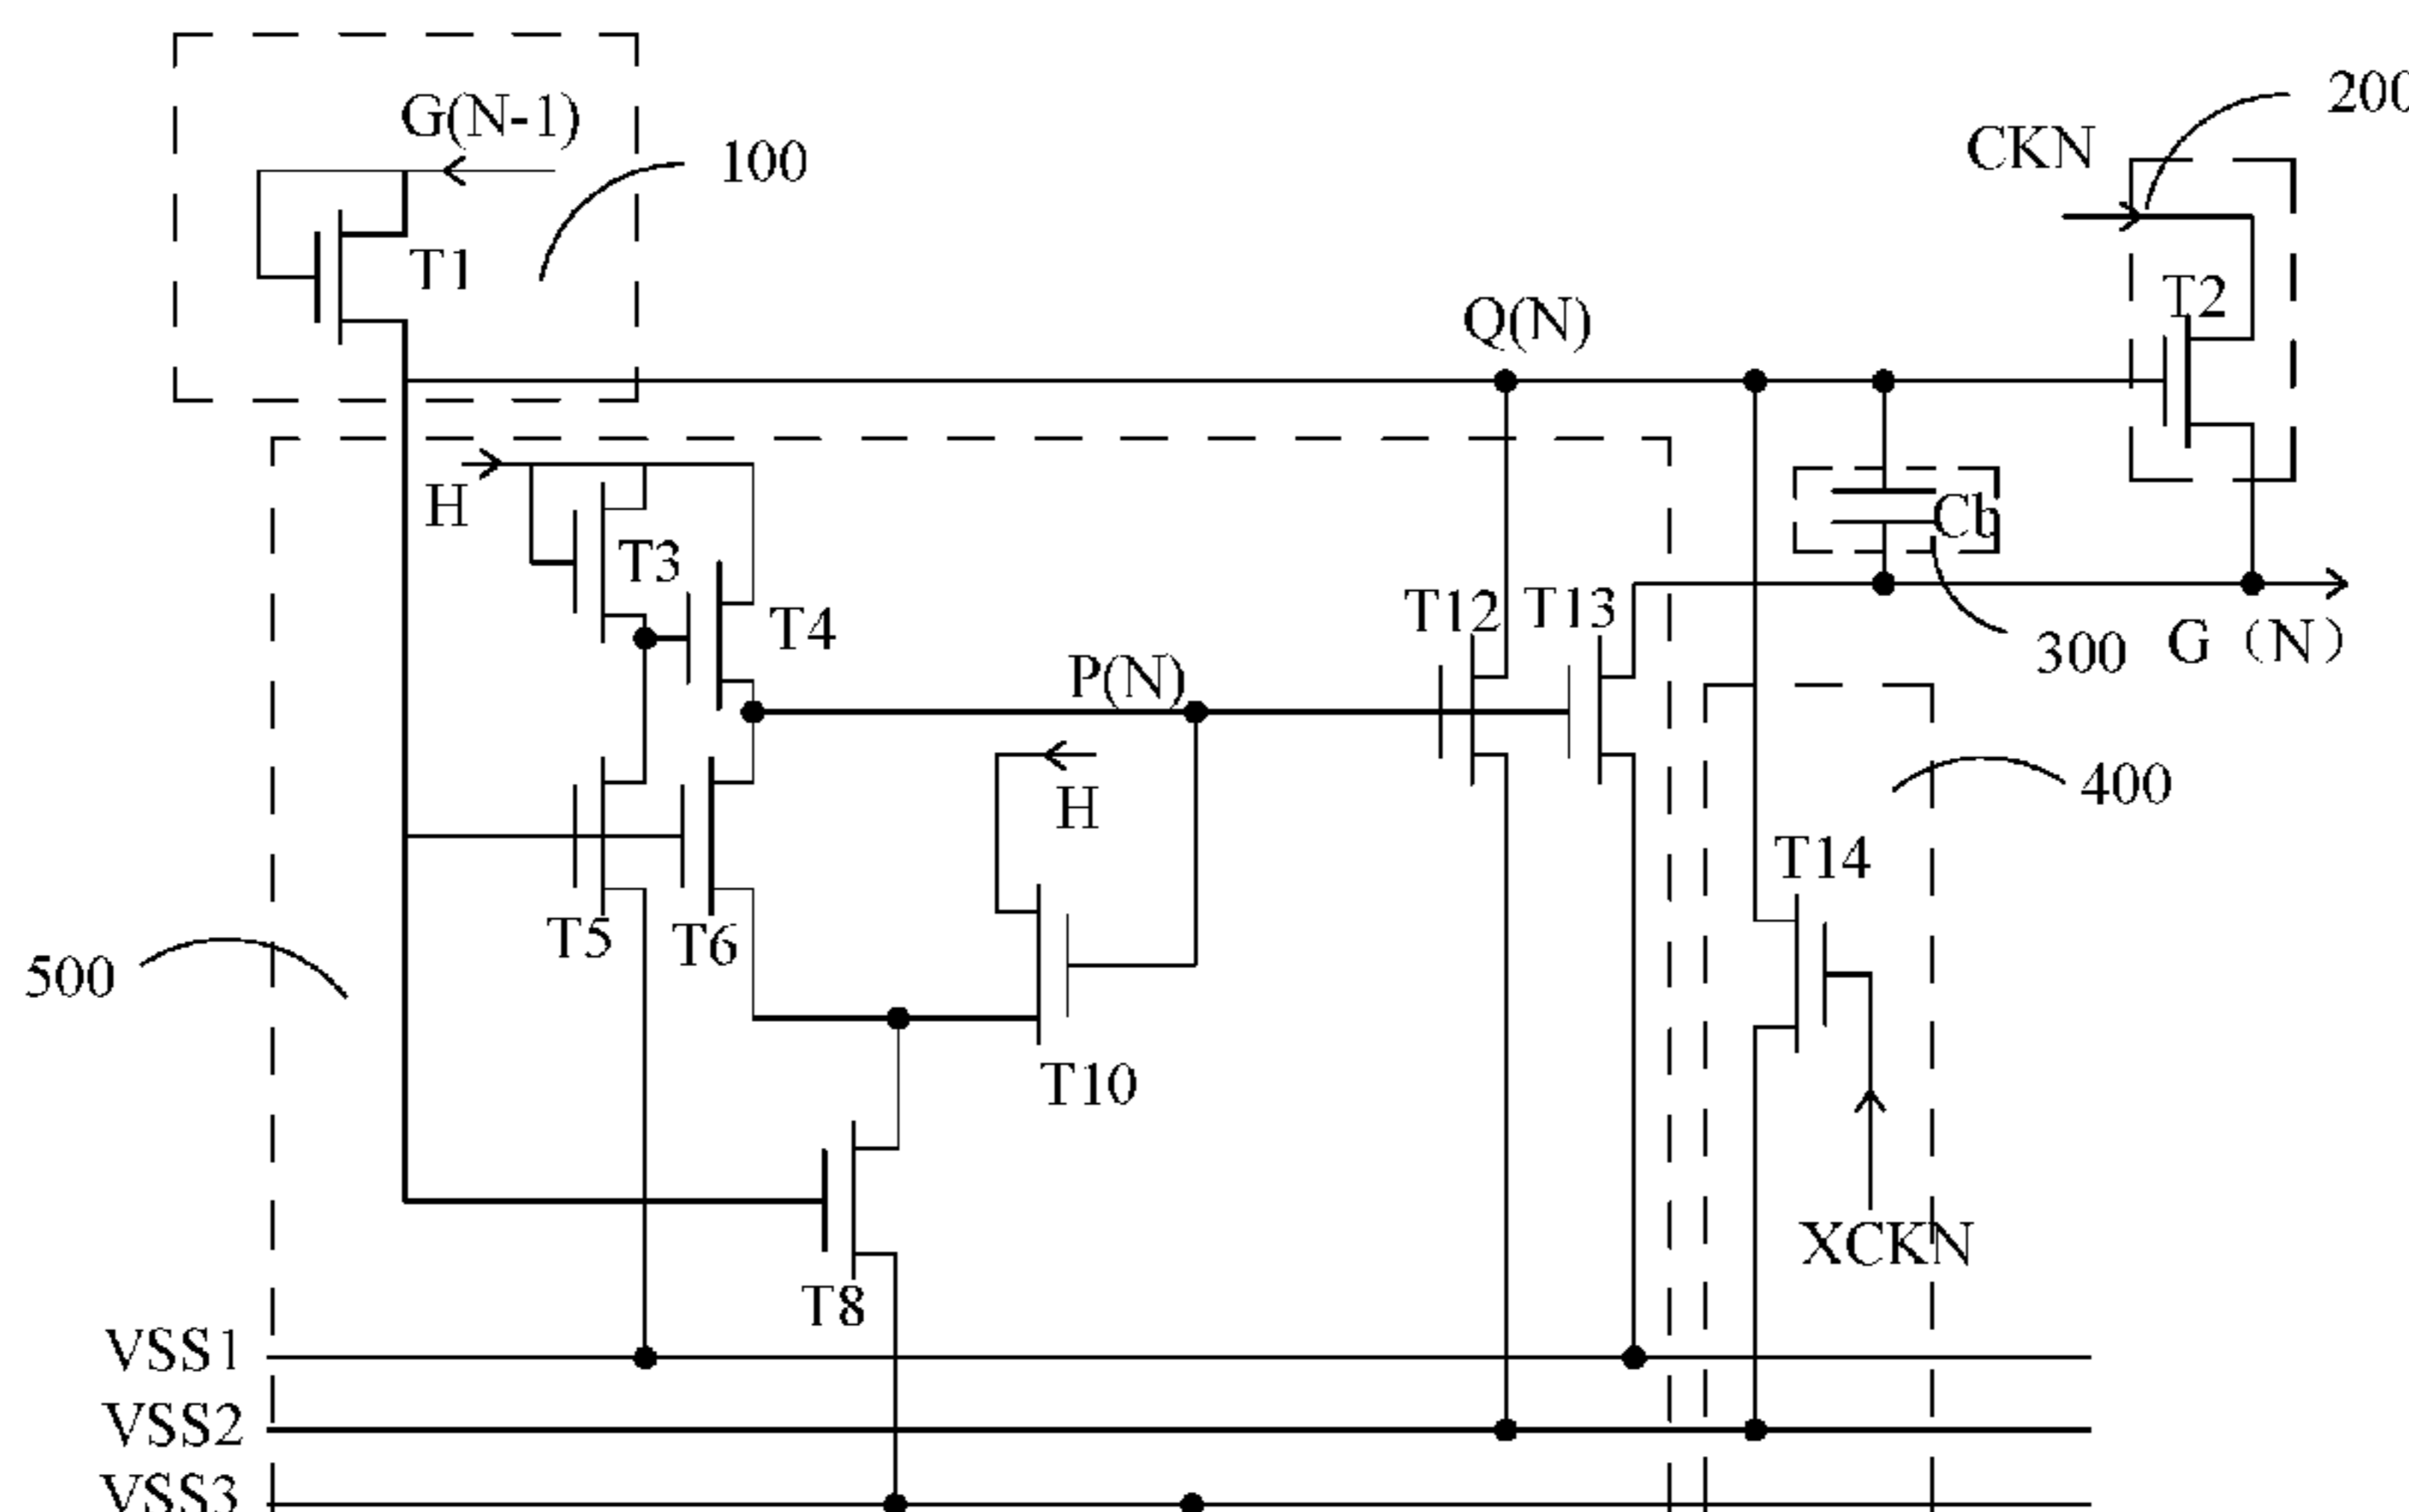 G(N-1)
100
200
CKN
T1
T2
Q(N)
H
T3
Cb
T4
T12
T13
300
G (N)
P(N)
H
400
T14
T5
T6
500
T10
XCKN
T8
VSS1
VSS2
VSS3